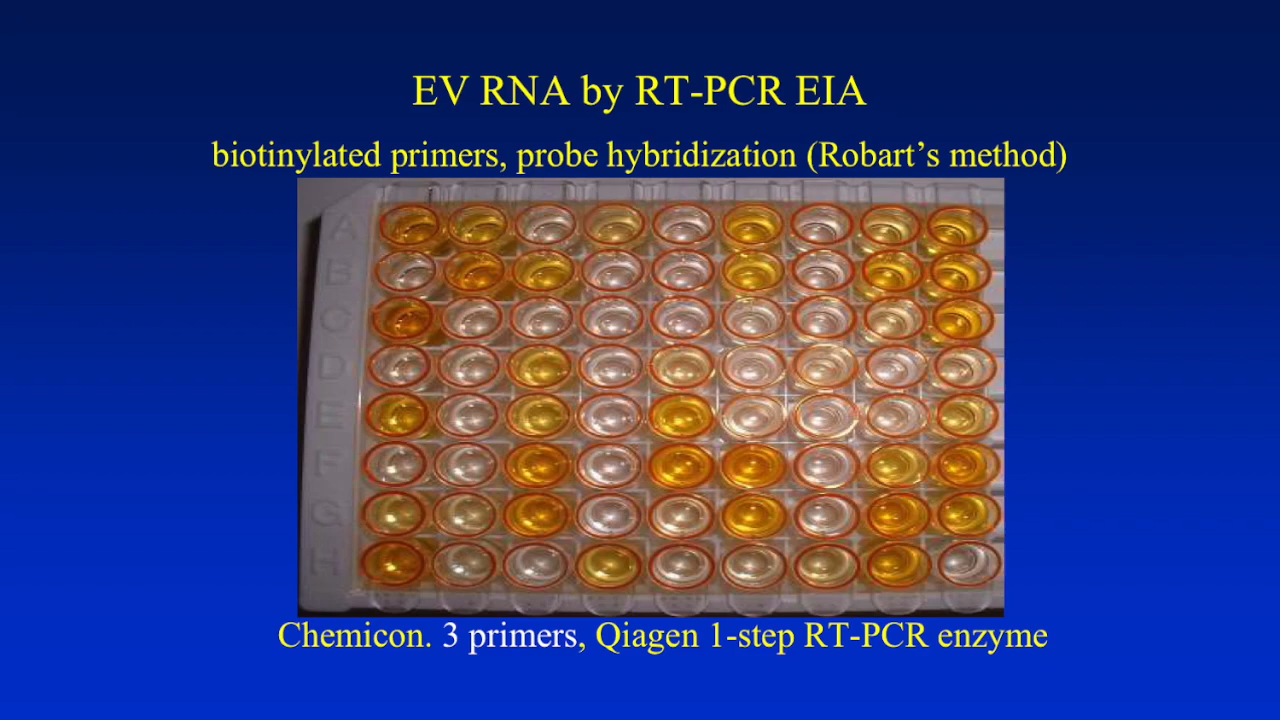 EV RNA by RT-PCR EIA
biotinylated primers, probe hybridization (Robart’s method)
A
B
C
D
E
F
G
H
Chemicon. 3 primers, Qiagen 1-step RT-PCR enzyme